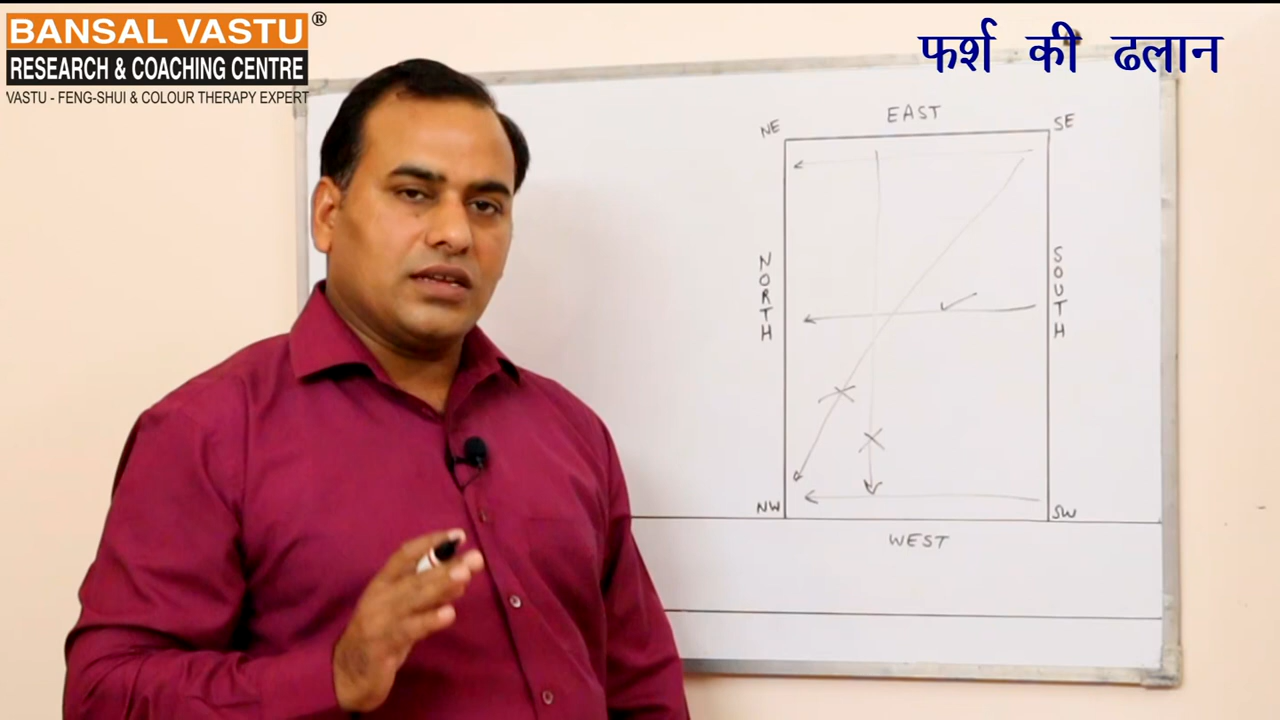 BANSAL VASTU®
RESEARCH & COACHING CENTRE
VASTU - FENG-SHUI & COLOUR THERAPY EXPERT
फर्श की ढलान
EAST
NE
SE
NORTH
SOUTH
NW
SW
WEST